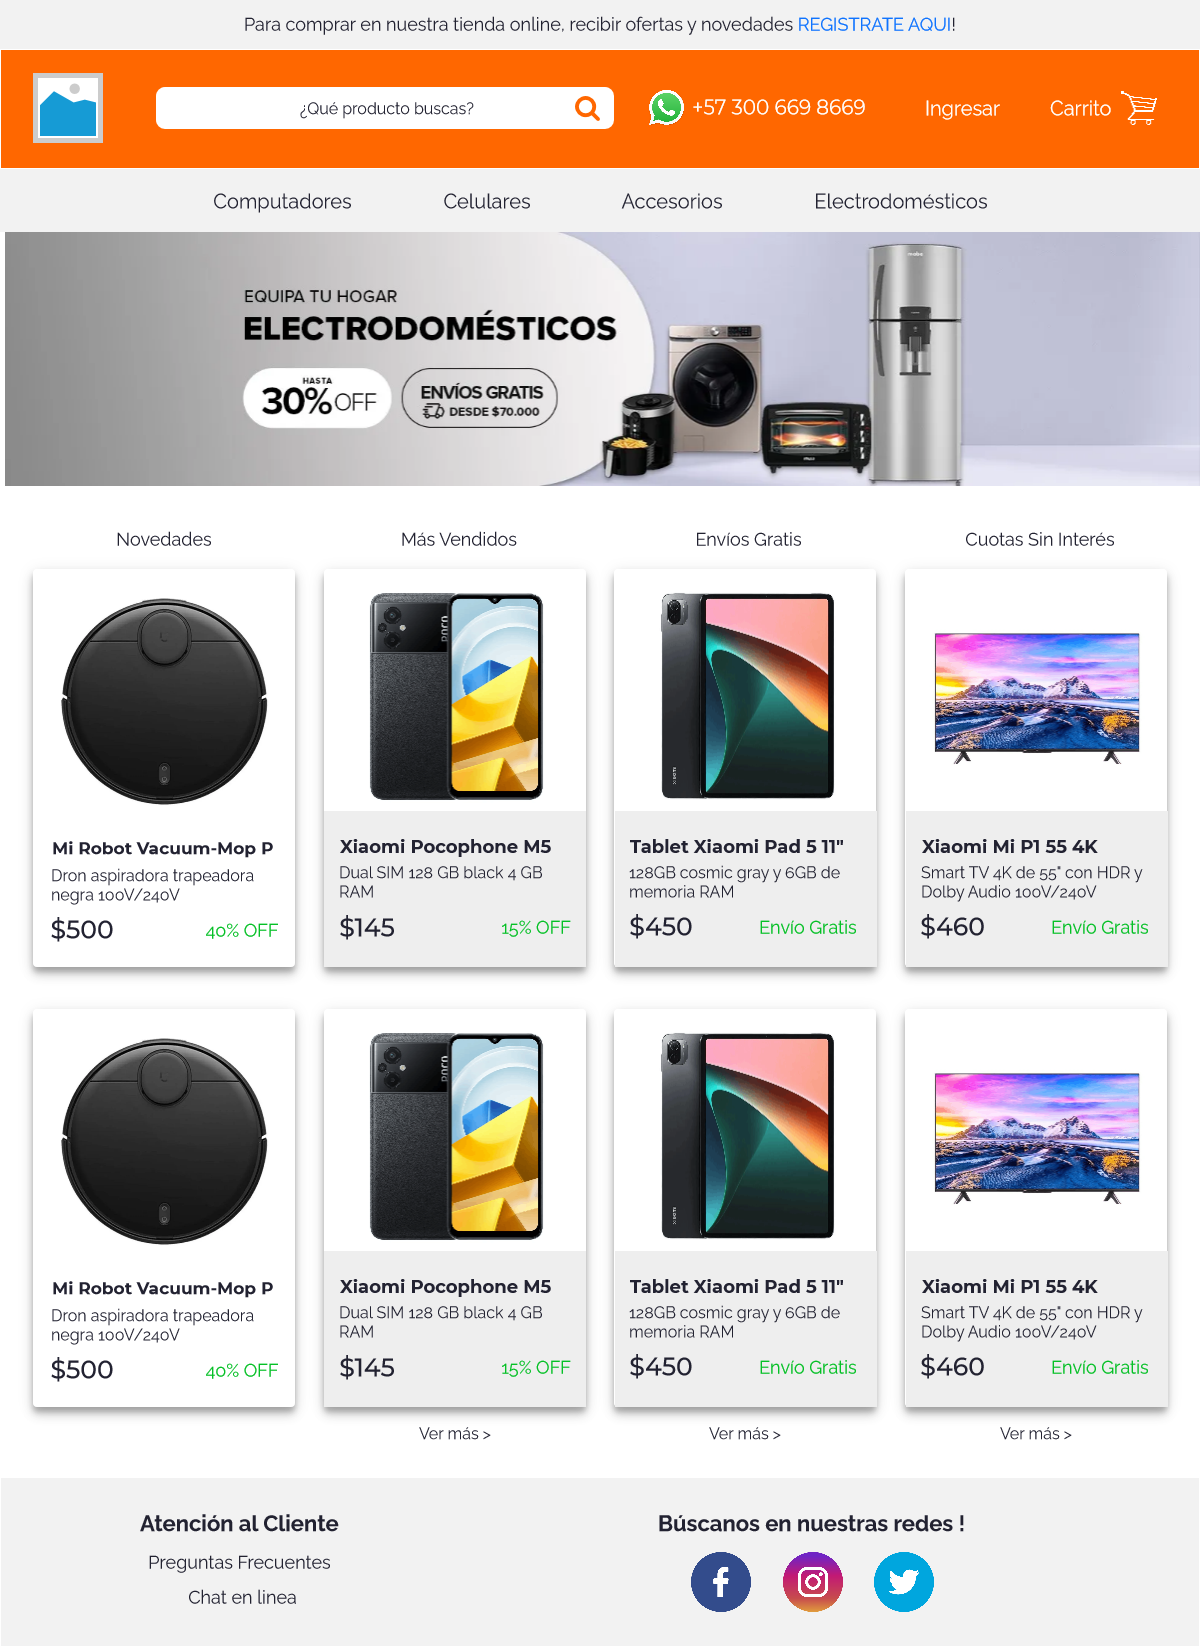 Para comprar en nuestra tienda online, recibir ofertas y novedades REGISTRATE AQUI!
¿Qué producto buscas?
+57 300 669 8669
Ingresar
Carrito
Computadores
Celulares
Accesorios
Electrodomésticos
EQUIPA TU HOGAR
ELECTRODOMÉSTICOS
HASTA
30% OFF
ENVÍOS GRATIS
DESDE $70.000
Novedades
Más Vendidos
Envíos Gratis
Cuotas Sin Interés
POCO
Mi Robot Vacuum-Mop P
Dron aspiradora trapeadora
negra 100V/240V
$500
40% OFF
Xiaomi Pocophone M5
Dual SIM 128 GB black 4 GB
RAM
$145
15% OFF
Tablet Xiaomi Pad 5 11"
128GB cosmic gray y 6GB de
memoria RAM
$450
Envío Gratis
Xiaomi Mi P1 55 4K
Smart TV 4K de 55" con HDR y
Dolby Audio 100V/240V
$460
Envío Gratis
POCO
Mi Robot Vacuum-Mop P
Dron aspiradora trapeadora
negra 100V/240V
$500
40% OFF
Xiaomi Pocophone M5
Dual SIM 128 GB black 4 GB
RAM
$145
15% OFF
Tablet Xiaomi Pad 5 11"
128GB cosmic gray y 6GB de
memoria RAM
$450
Envío Gratis
Xiaomi Mi P1 55 4K
Smart TV 4K de 55" con HDR y
Dolby Audio 100V/240V
$460
Envío Gratis
Ver más >
Ver más >
Ver más >
Atención al Cliente
Preguntas Frecuentes
Chat en linea
Búscanos en nuestras redes !